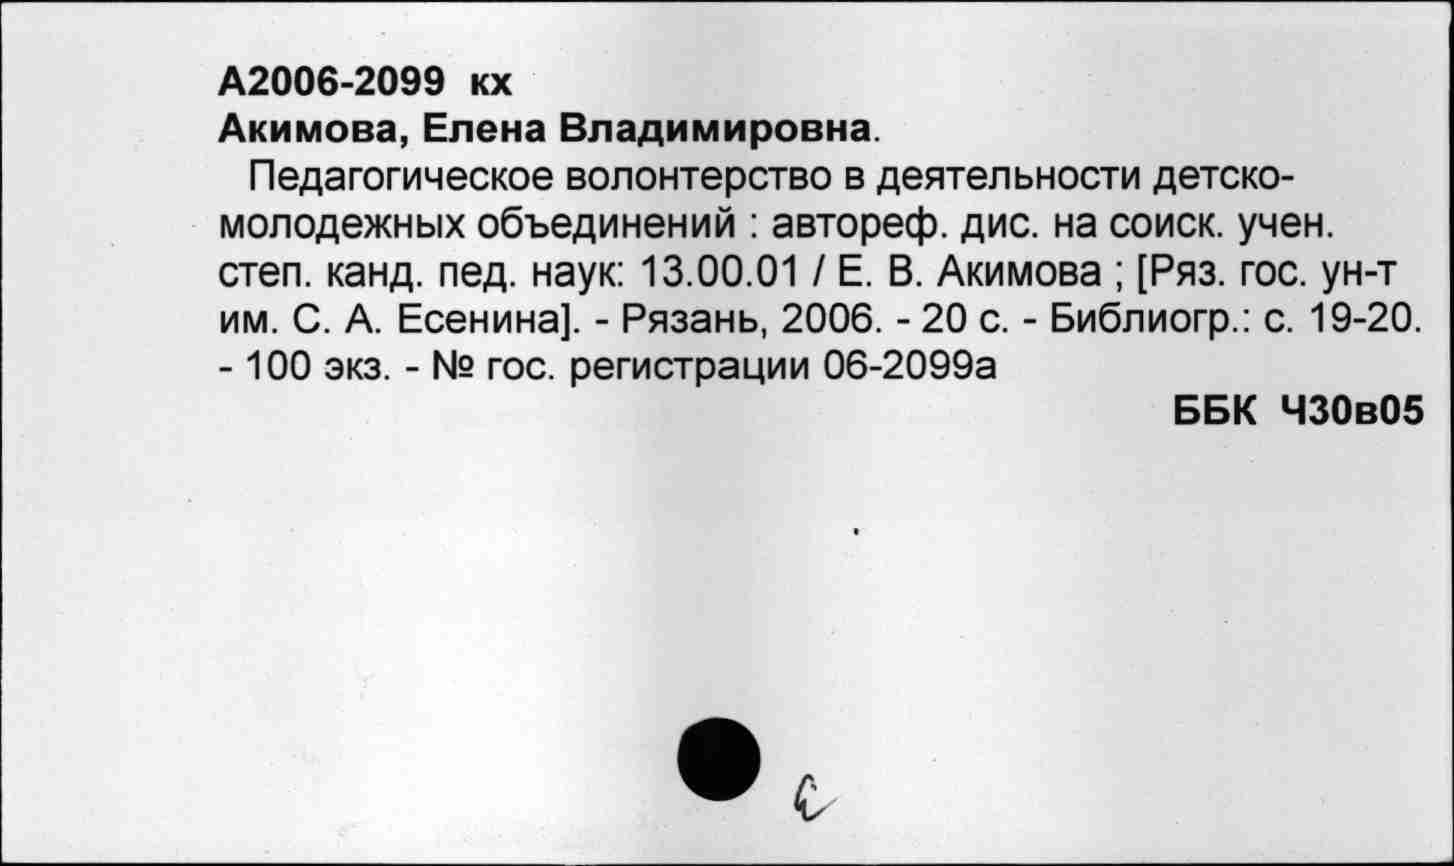 А2006-2099 кх
Акимова, Елена Владимировна.
Педагогическое волонтерство в деятельности детско-
молодежных объединений : автореф. дис. на соиск. учен.
степ. канд. пед. наук: 13.00.01 / Е. В. Акимова ; [Ряз. гос. ун-т
им. С. А. Есенина]. - Рязань, 2006. - 20 с. - Библиогр.: с. 19-20.
- 100 экз. - № гос. регистрации 06-2099а
ББК Ч30в05